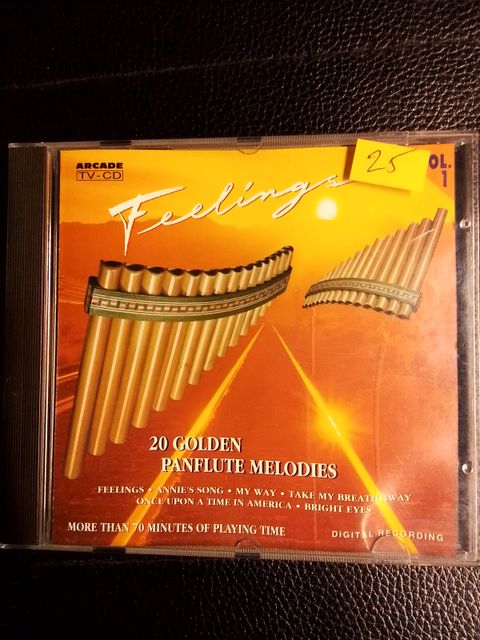 ARCADE
TV-CD
25
OL.
1
Feelings
20 GOLDEN
PANFLUTE MELODIES
FEELINGS • ANNIE'S SONG • MY WAY • TAKE MY BREATH AWAY
ONCE UPON A TIME IN AMERICA • BRIGHT EYES
MORE THAN 70 MINUTES OF PLAYING TIME
DIGITAL RECORDING